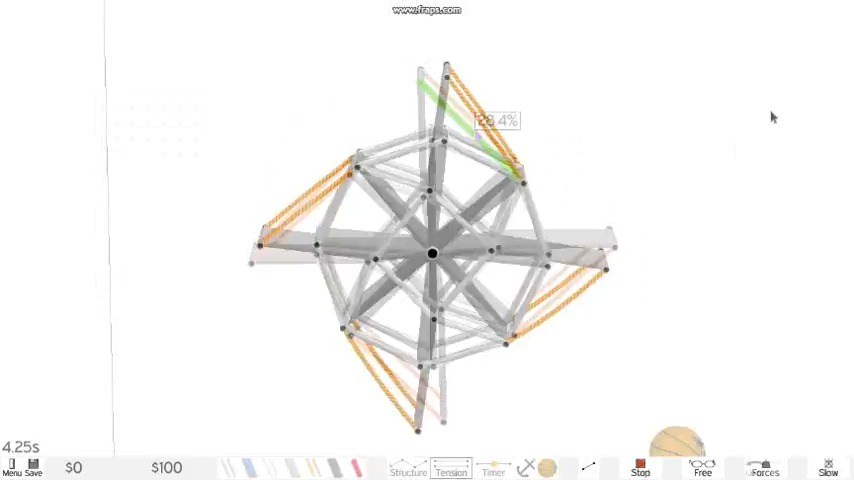 www.fraps.com
28.4%
4.25s
Menu Save $0 $100 Structure Tension Timer Stop Free Forces Slow